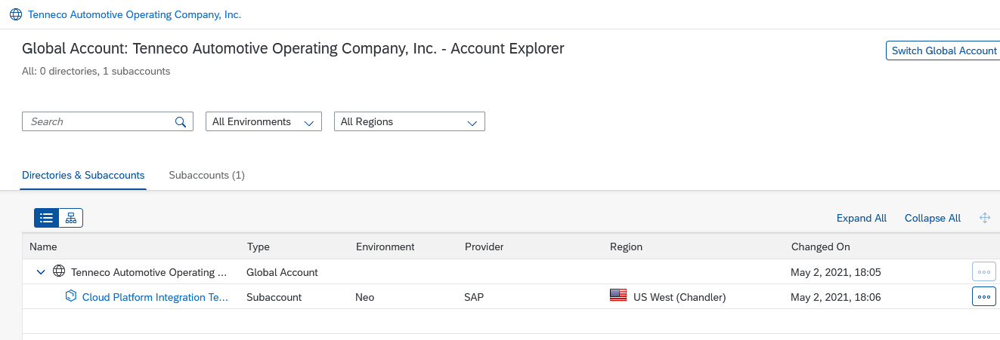 Tenneco Automotive Operating Company, Inc.
Global Account: Tenneco Automotive Operating Company, Inc. - Account Explorer
Switch Global Account
All: 0 directories, 1 subaccounts
Search
All Environments
All Regions
Directories & Subaccounts
Subaccounts (1)
Expand All
Collapse All
Name Type Environment Provider Region Changed On
Tenneco Automotive Operating ... Global Account May 2, 2021, 18:05
Cloud Platform Integration Te... Subaccount Neo SAP US West (Chandler) May 2, 2021, 18:06